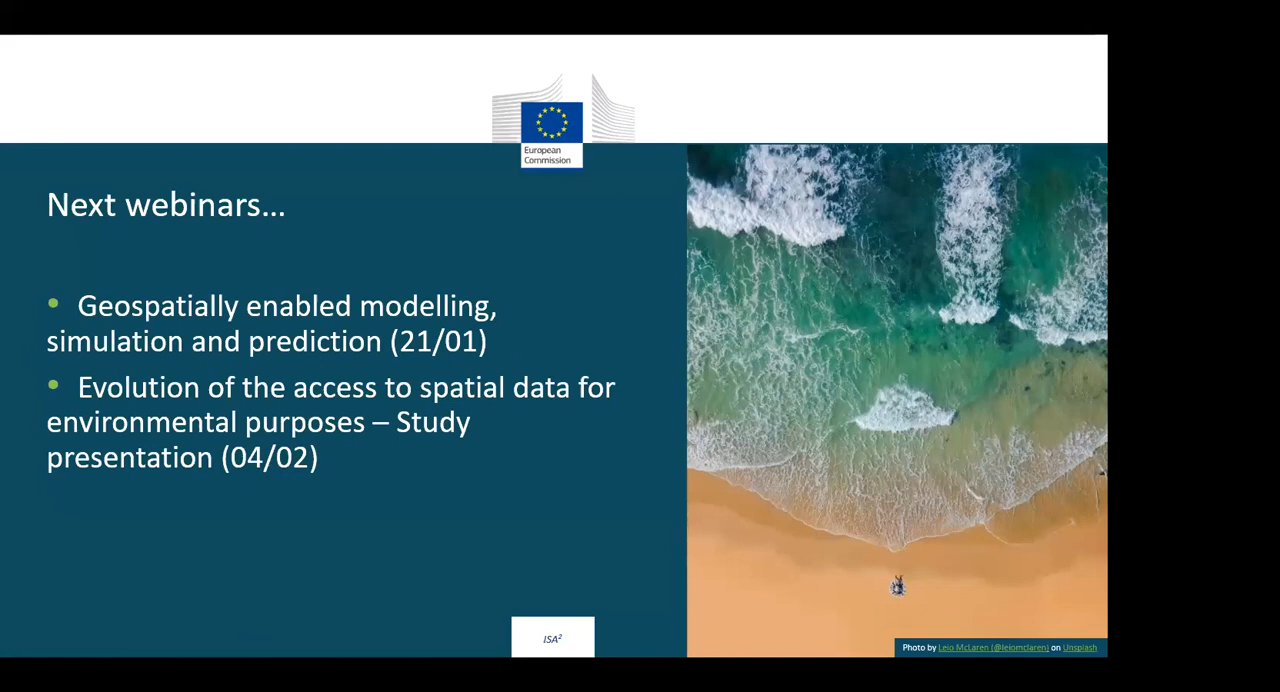 European
Commission
Next webinars...
• Geospatially enabled modelling,
simulation and prediction (21/01)
• Evolution of the access to spatial data for
environmental purposes – Study
presentation (04/02)
ISA²
Photo by Leio McLaren (@leiomclaren) on Unsplash